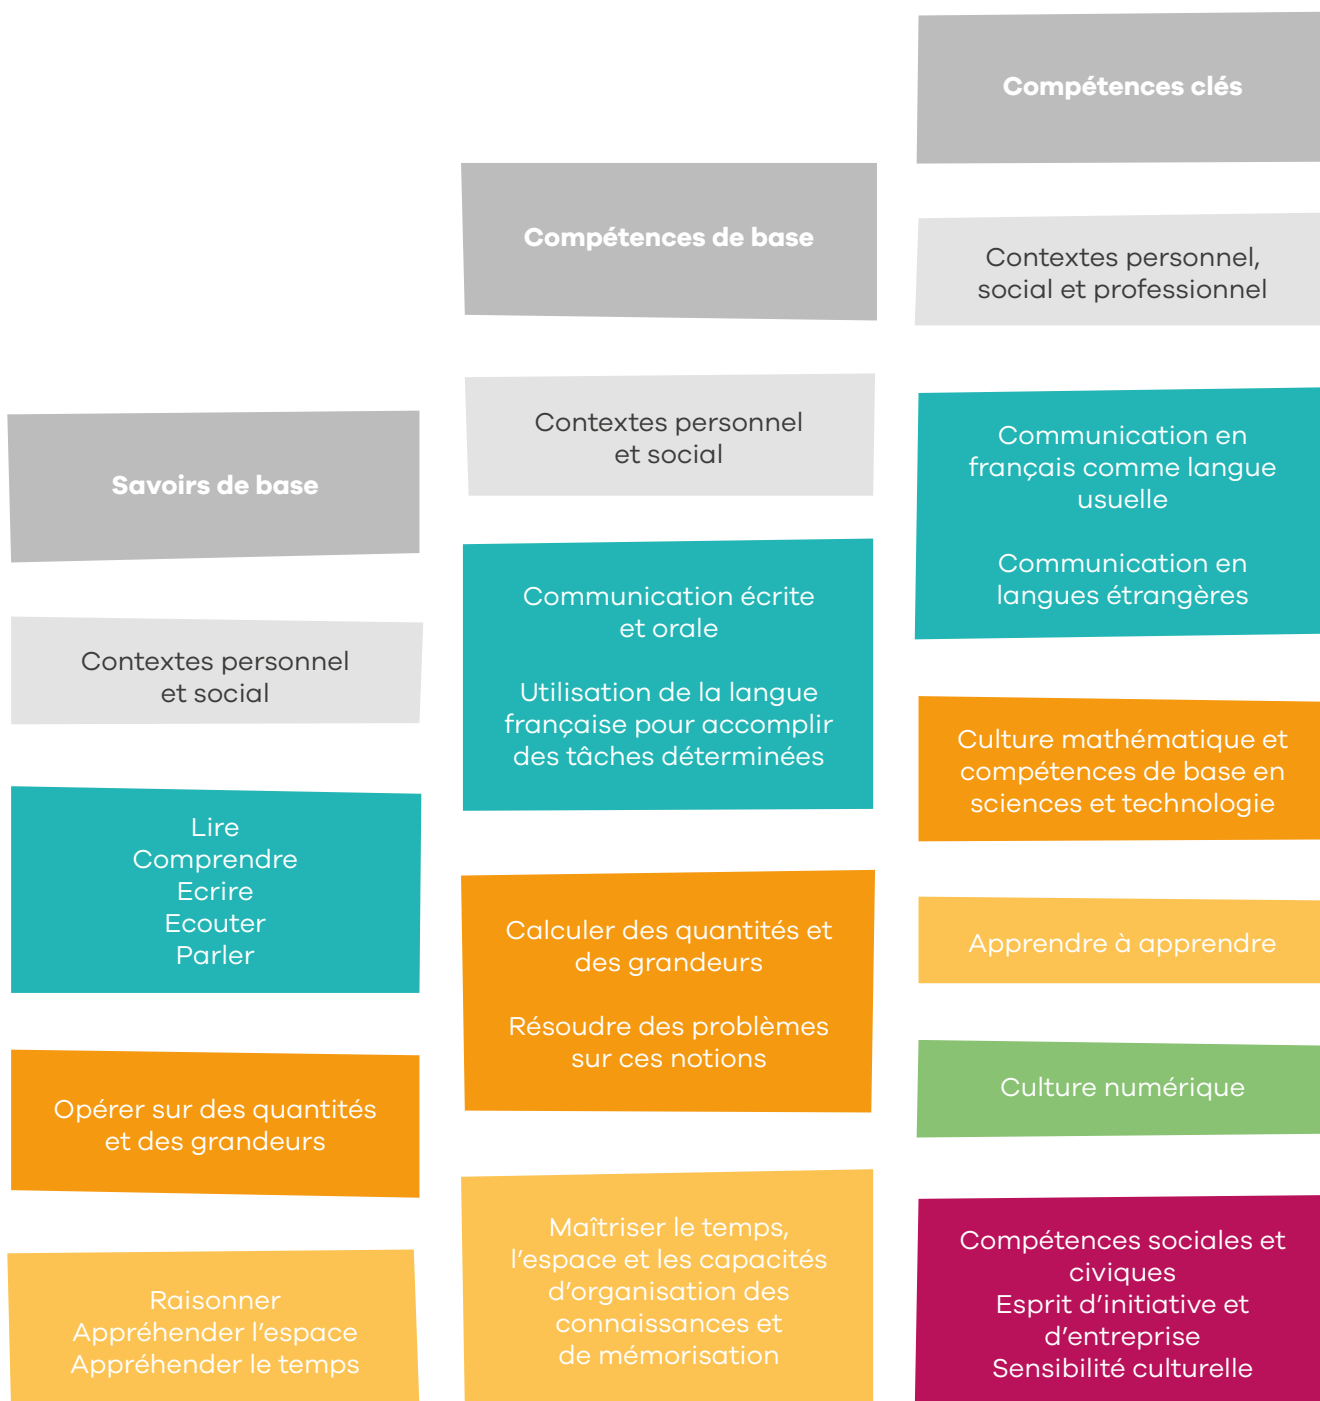 Savoirs de base
Contextes personnel
et social
Lire
Comprendre
Ecrire
Ecouter
Parler
Opérer sur des quantités
et des grandeurs
Raisonner
Appréhender l’espace
Appréhender le temps
Compétences de base
Contextes personnel
et social
Communication écrite
et orale
Utilisation de la langue
française pour accomplir
des tâches déterminées
Calculer des quantités et
des grandeurs
Résoudre des problèmes
sur ces notions
Maîtriser le temps,
l’espace et les capacités
d’organisation des
connaissances et
de mémorisation
Compétences clés
Contextes personnel,
social et professionnel
Communication en
français comme langue
usuelle
Communication en
langues étrangères
Culture mathématique et
compétences de base en
sciences et technologie
Apprendre à apprendre
Culture numérique
Compétences sociales et
civiques
Esprit d’initiative et
d’entreprise
Sensibilité culturelle